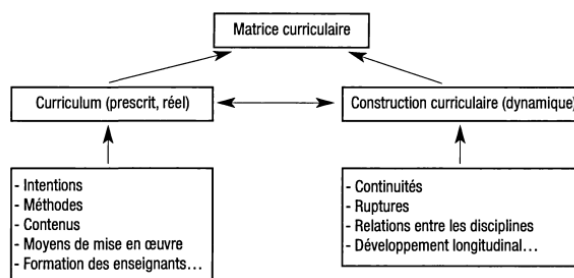 Matrice curriculaire
Curriculum (prescrit, réel)
Construction curriculaire (dynamique)
- Intentions
- Méthodes
- Contenus
- Moyens de mise en œuvre
- Formation des enseignants...
- Continuités
- Ruptures
- Relations entre les disciplines
- Développement longitudinal...